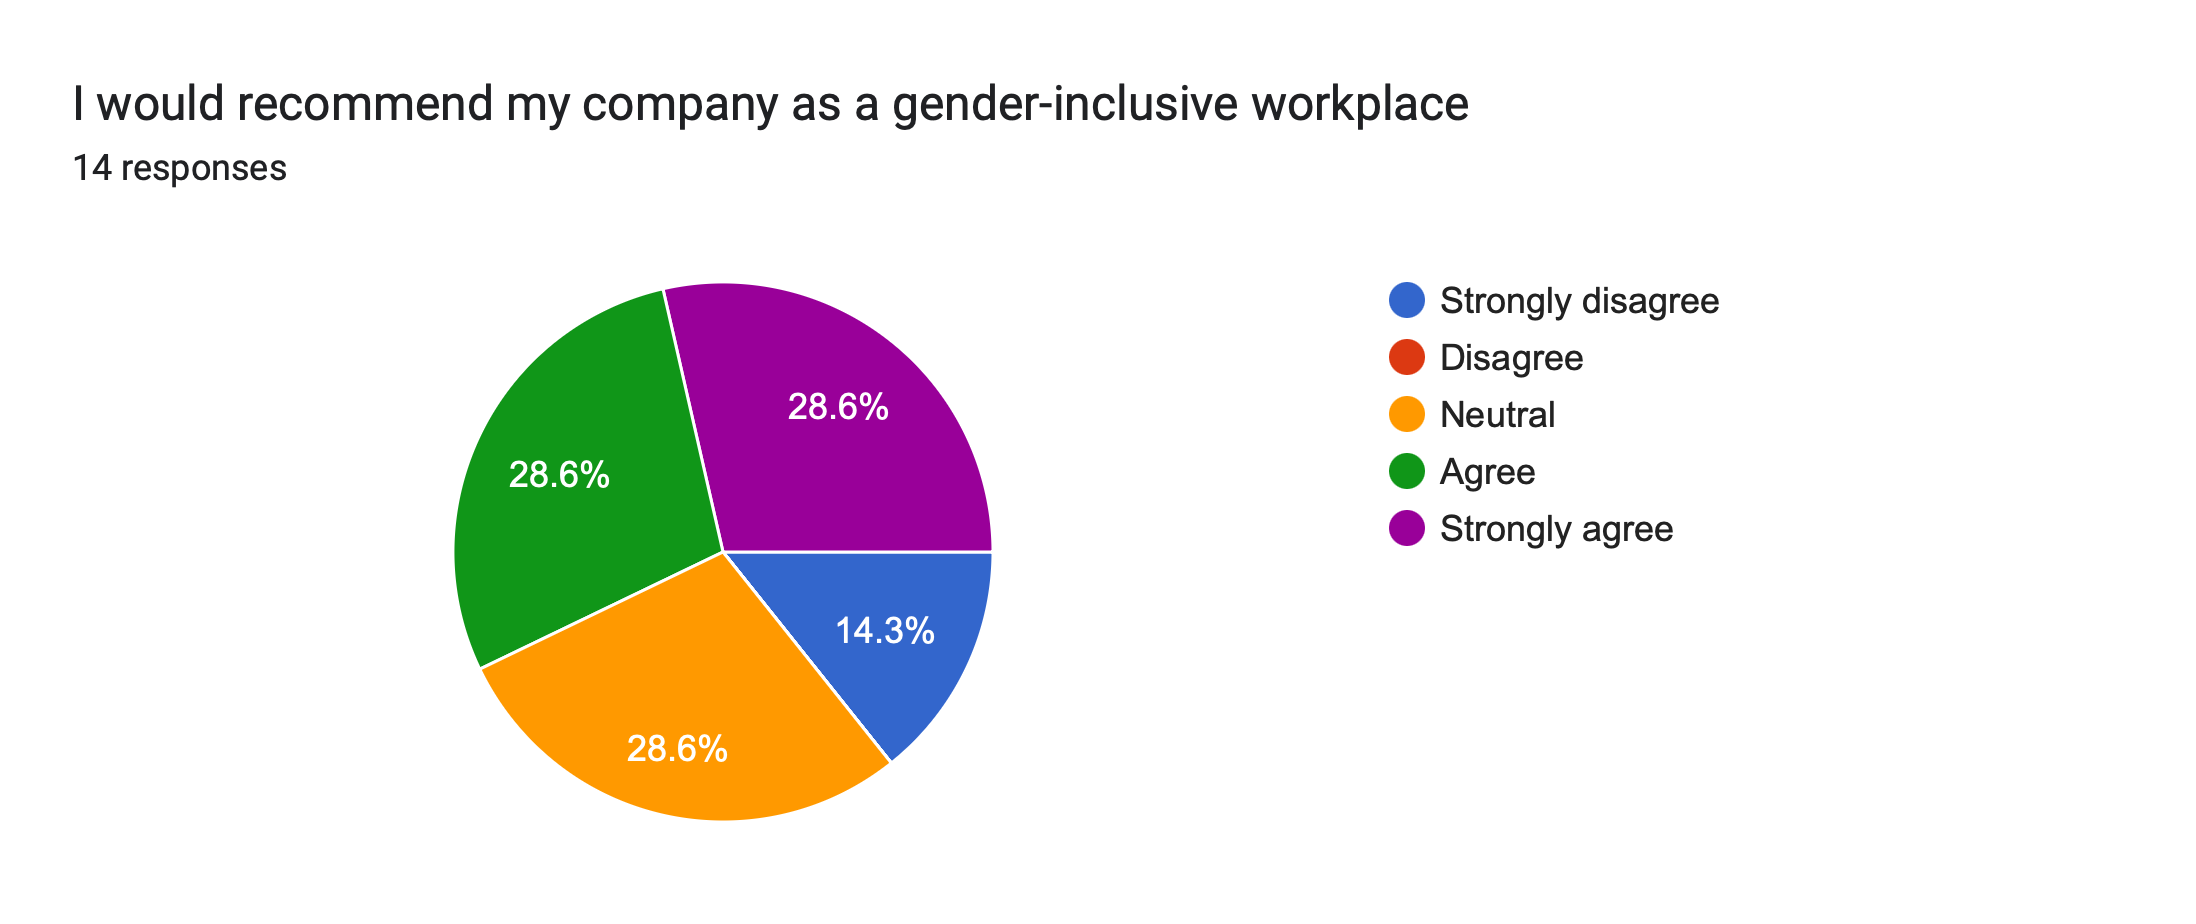 I would recommend my company as a gender-inclusive workplace
14 responses
28.6%
28.6%
14.3%
28.6%
Strongly disagree
Disagree
Neutral
Agree
Strongly agree